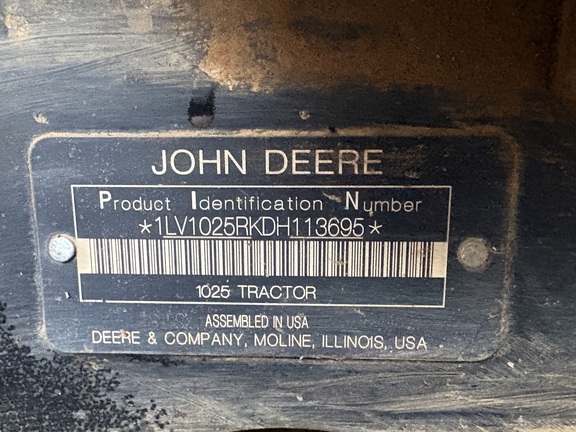 JOHN DEERE
Product Identification Number
*1LV1025RKDH113695*
1025 TRACTOR
ASSEMBLED IN USA
DEERE & COMPANY, MOLINE, ILLINOIS, USA